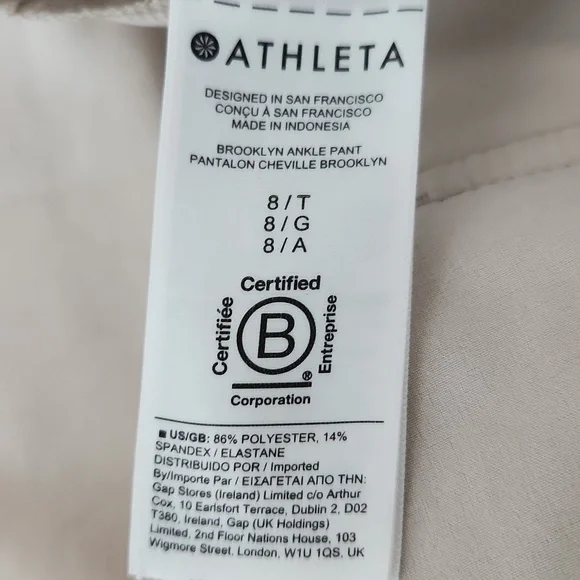 ATHLETA
DESIGNED IN SAN FRANCISCO
CONÇU À SAN FRANCISCO
MADE IN INDONESIA
BROOKLYN ANKLE PANT
PANTALON CHEVILLE BROOKLYN
8 / T
8 / G
8 / A
Certified
Certifiée
B
Entreprise
®
Corporation
US/GB: 86% POLYESTER, 14%
SPANDEX / ELASTANE
DISTRIBUIDO POR / Imported
By/Importe Par / ΕΙΣΑΓΕΤΑΙ ΑΠΟ ΤΗΝ:
Gap Stores (Ireland) Limited c/o Arthur
Cox, 10 Earlsfort Terrace, Dublin 2, D02
T380, Ireland, Gap (UK Holdings)
Limited, 2nd Floor Nations House, 103
Wigmore Street, London, W1U 1QS, UK